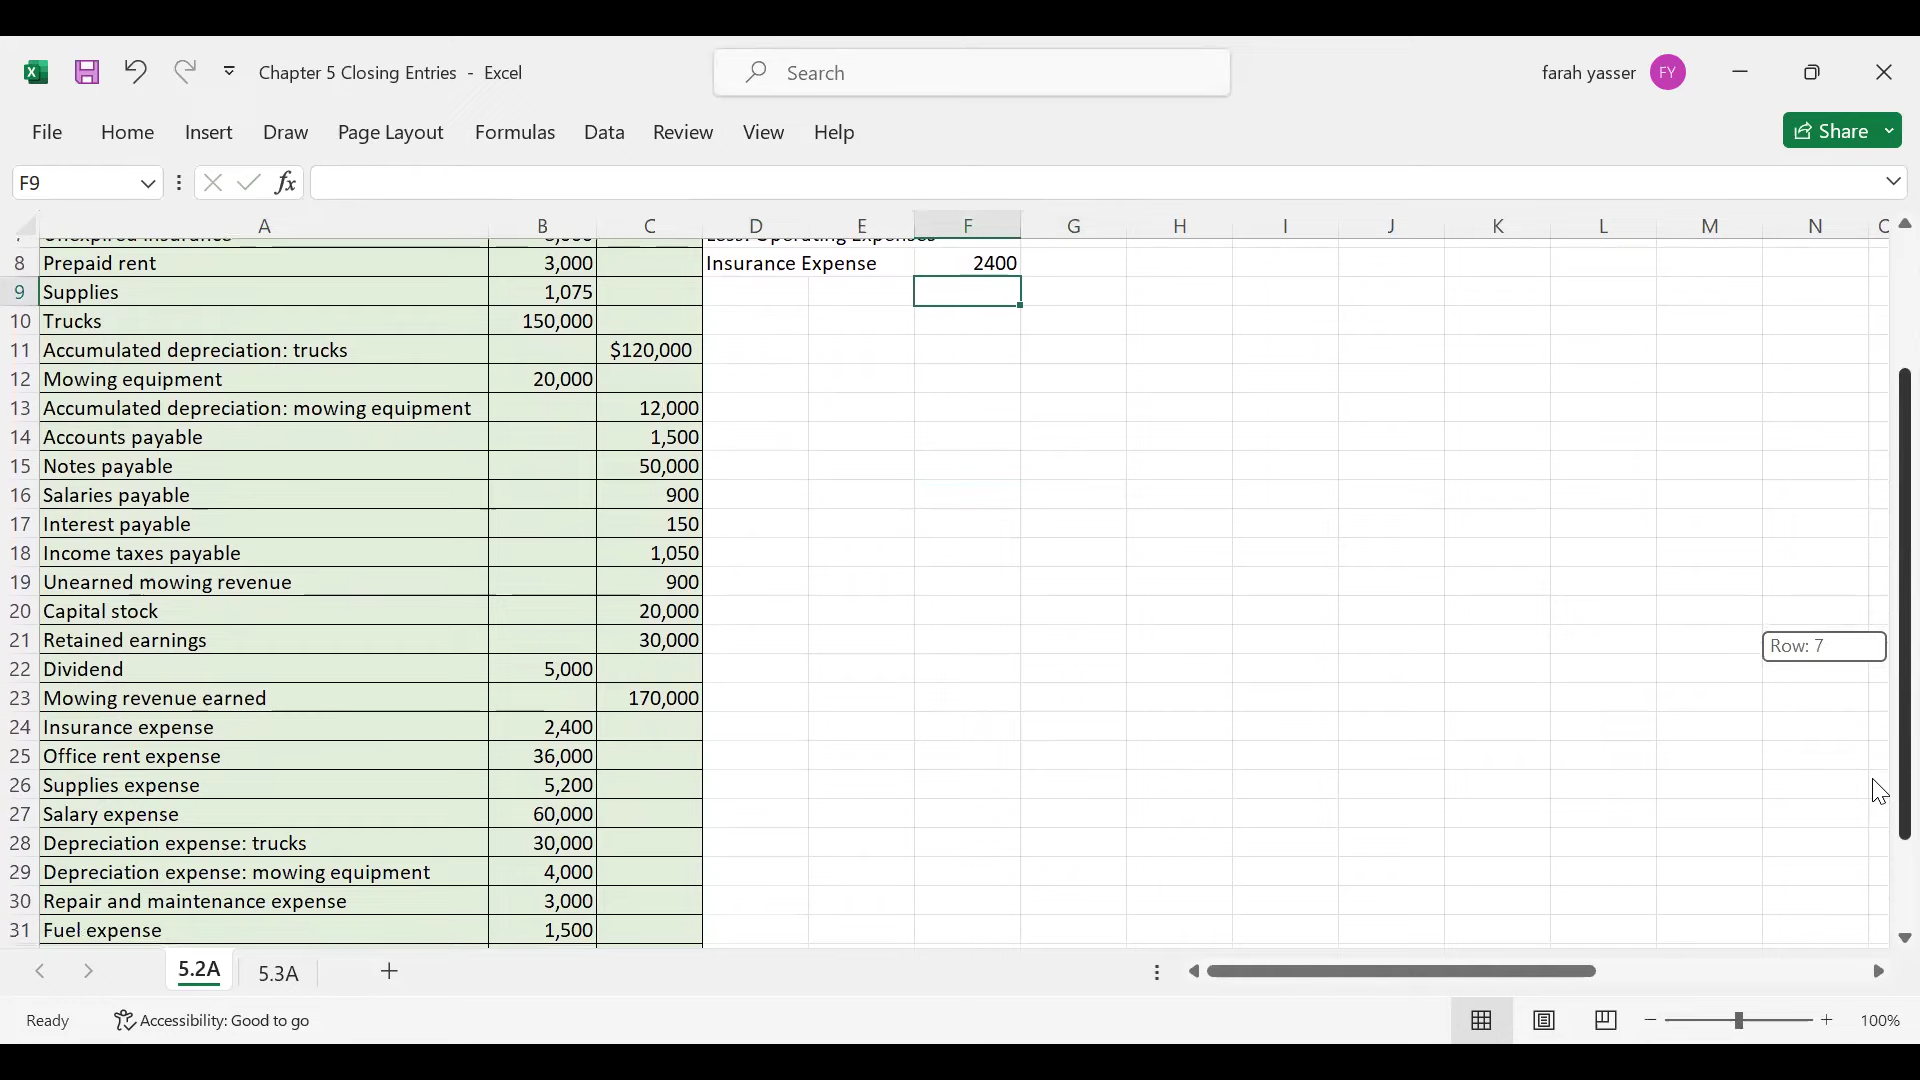 Chapter 5 Closing Entries - Excel
Search
farah yasser FY
File Home Insert Draw Page Layout Formulas Data Review View Help
Share
F9 fx
A B C D E F G H I J K L M N
Unexpired insurance Less: Operating Expenses
8 Prepaid rent 3,000 Insurance Expense 2400
9 Supplies 1,075
10 Trucks 150,000
11 Accumulated depreciation: trucks $120,000
12 Mowing equipment 20,000
13 Accumulated depreciation: mowing equipment 12,000
14 Accounts payable 1,500
15 Notes payable 50,000
16 Salaries payable 900
17 Interest payable 150
18 Income taxes payable 1,050
19 Unearned mowing revenue 900
20 Capital stock 20,000
21 Retained earnings 30,000
Row: 7
22 Dividend 5,000
23 Mowing revenue earned 170,000
24 Insurance expense 2,400
25 Office rent expense 36,000
26 Supplies expense 5,200
27 Salary expense 60,000
28 Depreciation expense: trucks 30,000
29 Depreciation expense: mowing equipment 4,000
30 Repair and maintenance expense 3,000
31 Fuel expense 1,500
5.2A 5.3A
Ready Accessibility: Good to go 100%